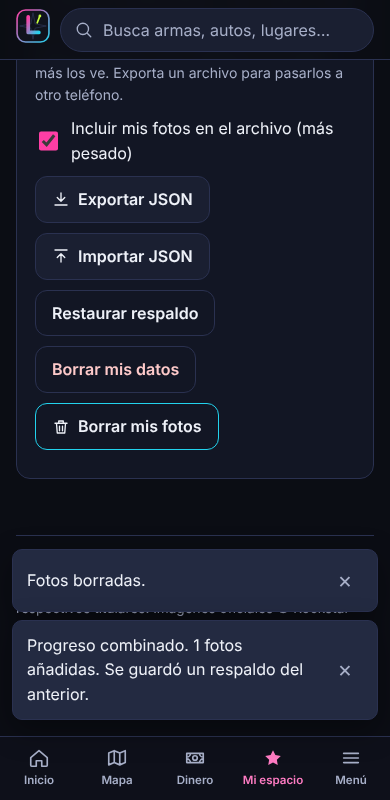 Busca armas, autos, lugares...
más los ve. Exporta un archivo para pasarlos a
otro teléfono.
Incluir mis fotos en el archivo (más
pesado)
Exportar JSON
Importar JSON
Restaurar respaldo
Borrar mis datos
Borrar mis fotos
Fotos borradas.
Progreso combinado. 1 fotos
añadidas. Se guardó un respaldo del
anterior.
Inicio
Mapa
Dinero
Mi espacio
Menú